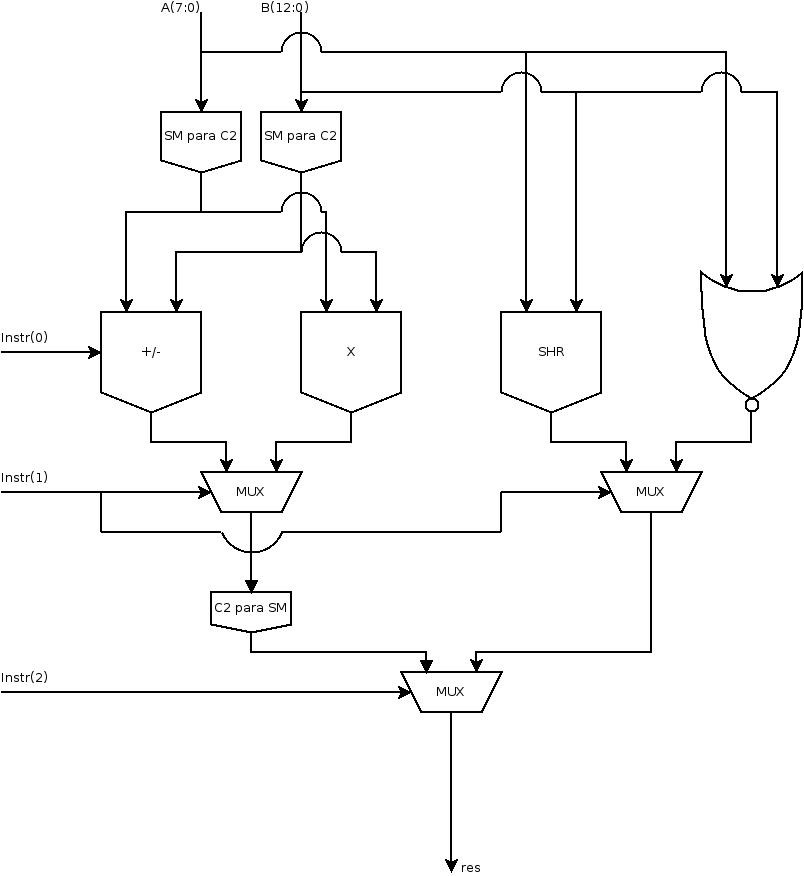 A(7:0)
B(12:0)
SM para C2
SM para C2
Instr(0)
+/-
X
SHR
Instr(1)
MUX
MUX
C2 para SM
Instr(2)
MUX
res